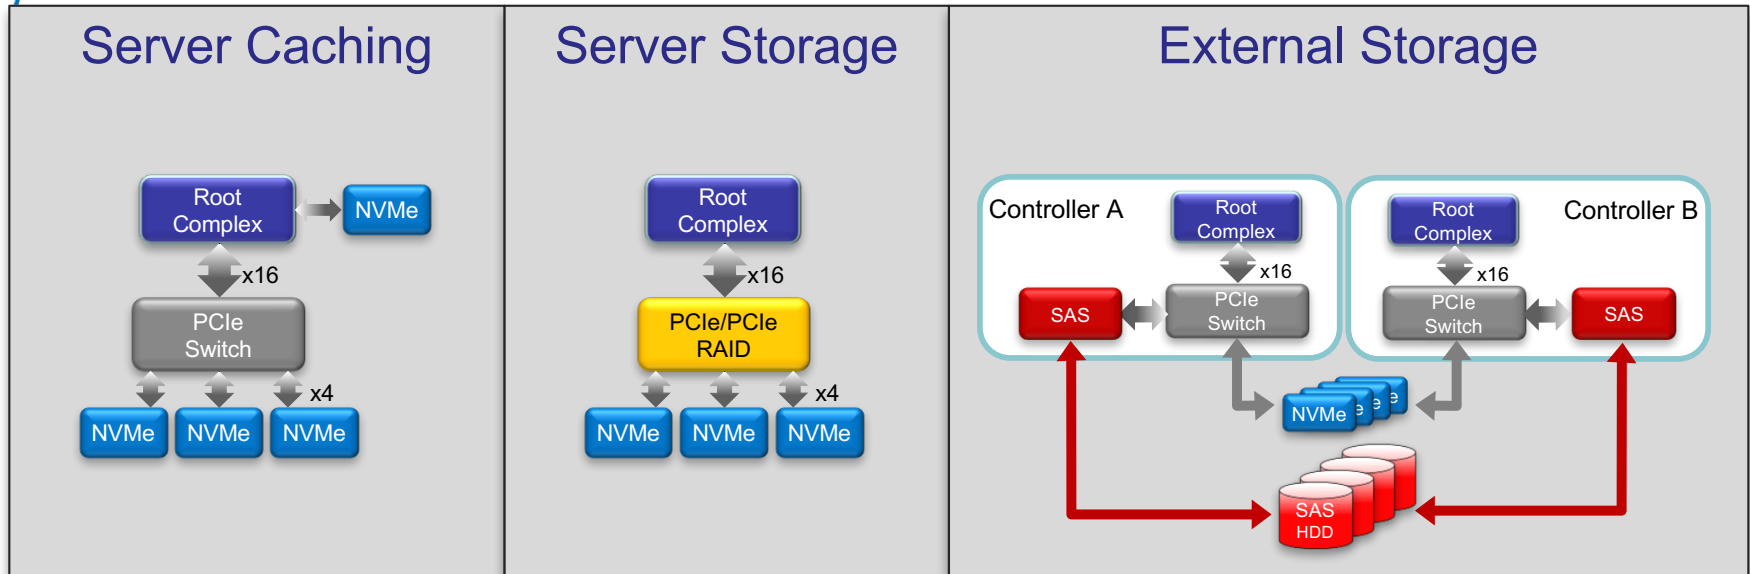 Server Caching
Root
Complex
NVMe
x16
PCIe
Switch
x4
NVMe
NVMe
NVMe
Server Storage
Root
Complex
x16
PCIe/PCIe
RAID
x4
NVMe
NVMe
NVMe
External Storage
Controller A
Root
Complex
x16
SAS
PCIe
Switch
Root
Complex
Controller B
x16
PCIe
Switch
SAS
NVMe
e
e
e
SAS
HDD